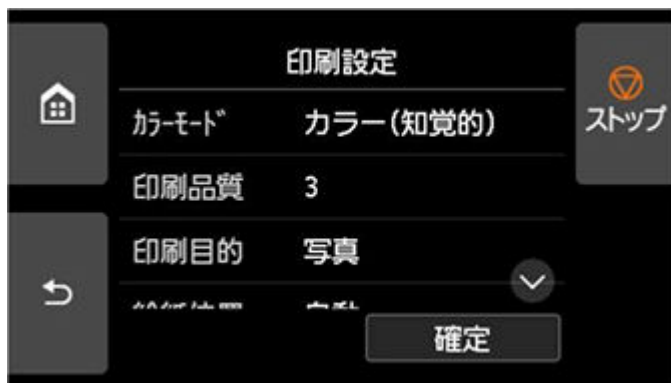 印刷設定
ｶﾗｰﾓｰﾄﾞ カラー(知覚的)
ストップ
印刷品質 3
印刷目的 写真
確定